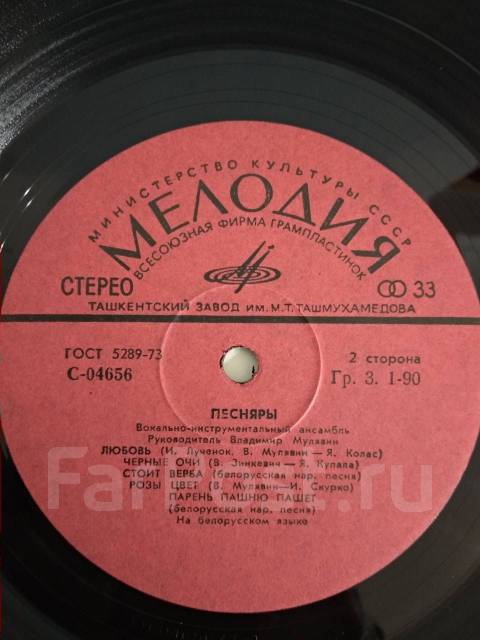 МИНИСТЕРСТВО КУЛЬТУРЫ СССР
МЕЛОДИЯ
ВСЕСОЮЗНАЯ ФИРМА ГРАМПЛАСТИНОК
СТЕРЕО 33
ТАШКЕНТСКИЙ ЗАВОД ИМ. М.Т. ТАШМУХАМЕДОВА
ГОСТ 5289-73 2 сторона
С-04656 Гр. 3. 1-90
ПЕСНЯРЫ
Вокально-инструментальный ансамбль
Руководитель Владимир Мулявин
ЛЮБОВЬ (И. Лученок, В. Мулявин — Я. Колас)
ЧЕРНЫЕ ОЧИ (В. Зинкевич — Я. Купала)
СТОИТ ВЕРБА (белорусская нар. песня)
РОЗЫ ЦВЕТ (В. Мулявин — И. Скурко)
ПАРЕНЬ ПАШНЮ ПАШЕТ
(белорусская нар. песня)
На белорусском языке